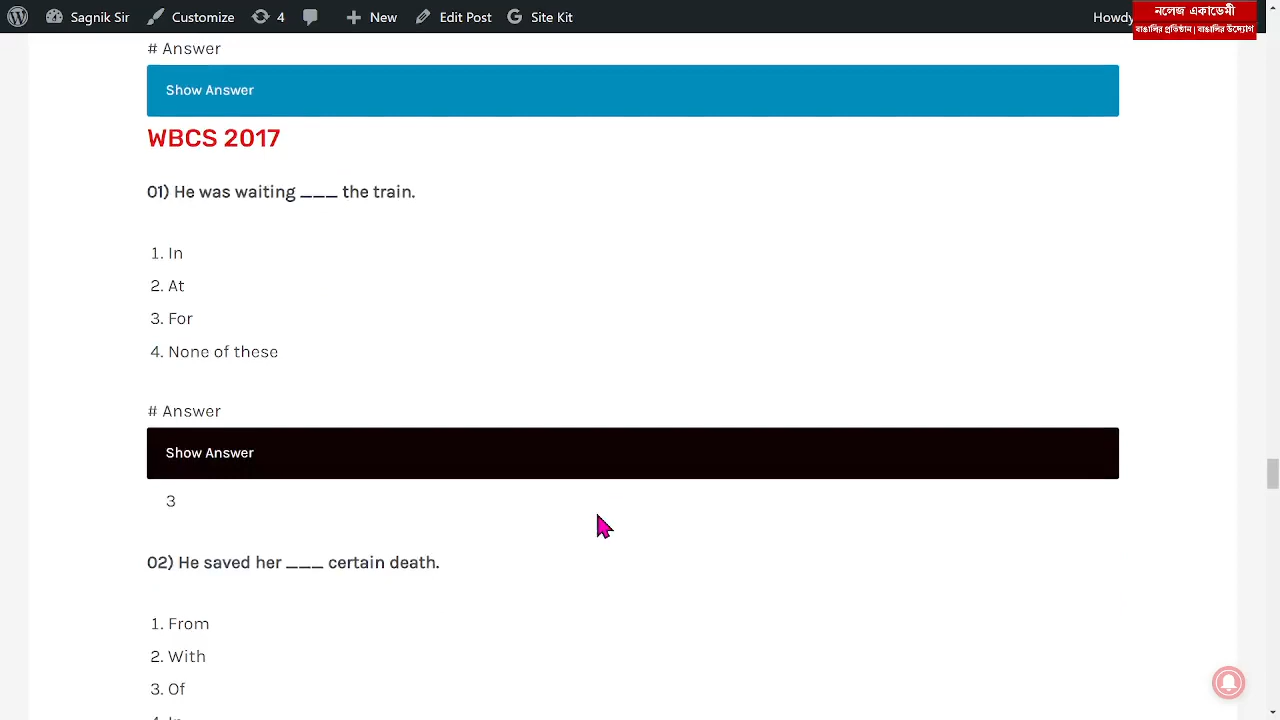 Sagnik Sir Customize 4 New Edit Post Site Kit Howdy
নলেজ একাডেমী
বাঙালির প্রতিষ্ঠান | বাঙালির উদ্যোগ
# Answer
Show Answer
WBCS 2017
01) He was waiting ___ the train.
1. In
2. At
3. For
4. None of these
# Answer
Show Answer
3
02) He saved her ___ certain death.
1. From
2. With
3. Of